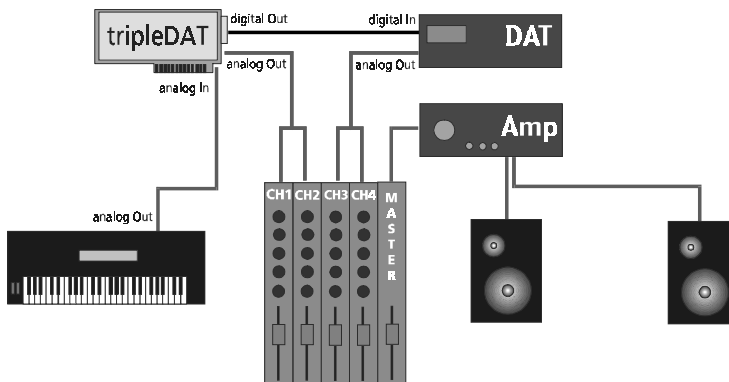 digital Out
digital In
tripleDAT
DAT
analog Out
analog Out
analog In
Amp
CH1 CH2 CH3 CH4 MASTER
analog Out